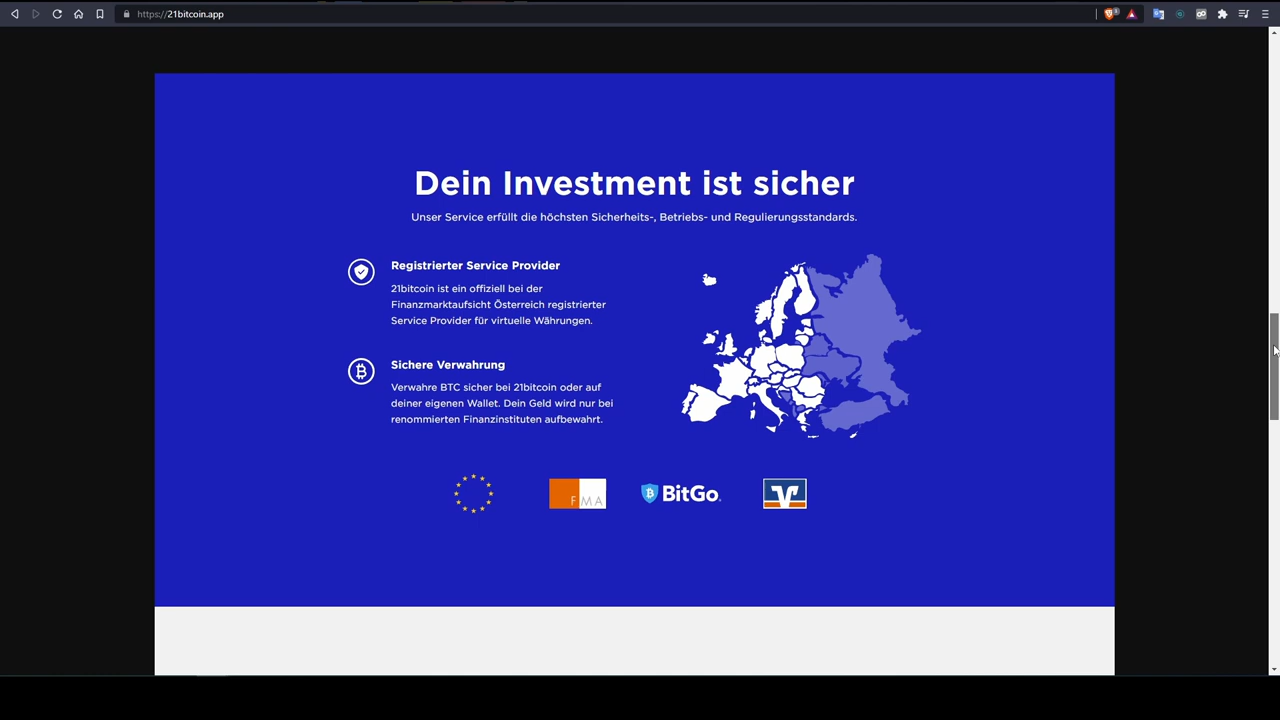 https://21bitcoin.app
Dein Investment ist sicher
Unser Service erfüllt die höchsten Sicherheits-, Betriebs- und Regulierungsstandards.
Registrierter Service Provider
21bitcoin ist ein offiziell bei der
Finanzmarktaufsicht Österreich registrierter
Service Provider für virtuelle Währungen.
Sichere Verwahrung
Verwahre BTC sicher bei 21bitcoin oder auf
deiner eigenen Wallet. Dein Geld wird nur bei
renommierten Finanzinstituten aufbewahrt.
FMA
BitGo